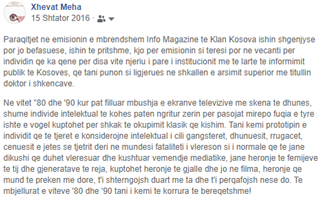 Xhevat Meha
15 Shtator 2016
Paraqitjet ne emisionin e mbrendshem Info Magazine te Klan Kosova ishin shgenjyse
por jo befasuese, ishin te pritshme, kjo per emisionin si teresi por ne vecanti per
individin qe ka qene per disa vite njeriu i pare i institucionit me te larte te informimit
publik te Kosoves, qe tani punon si ligjerues ne shkallen e arsimit superior me titullin
doktor i shkencave.
Ne vitet "80 dhe '90 kur pat filluar mbushja e ekranve televizive me skena te dhunes,
shume individe intelektual te kohes paten ngritur zerin per pasojat mirepo fuqia e tyre
ishte e vogel kuptohet per shkak te okupimit klasik qe kishim. Tani kemi prototipin e
individit qe te tjeret e konsiderojne intelektual i cili gangsteret, dhunuesit, rrugacet,
cenuesit e jetes se tjetrit deri ne mundesi fataliteti i vlereson si i normale qe te jane
dikushi qe duhet vleresuar dhe kushtuar vemendje mediatike, jane heronje te femijeve
te tij dhe gjeneratave te reja, kuptohet heronje te gjalle dhe jo ne filma, heronje qe
mund te preken me dore, t'i shterngojsh duart me ta dhe t'i perqafojsh nese do. Te
mbjellurat e viteve '80 dhe '90 tani i kemi te korrura te bereqetshme!